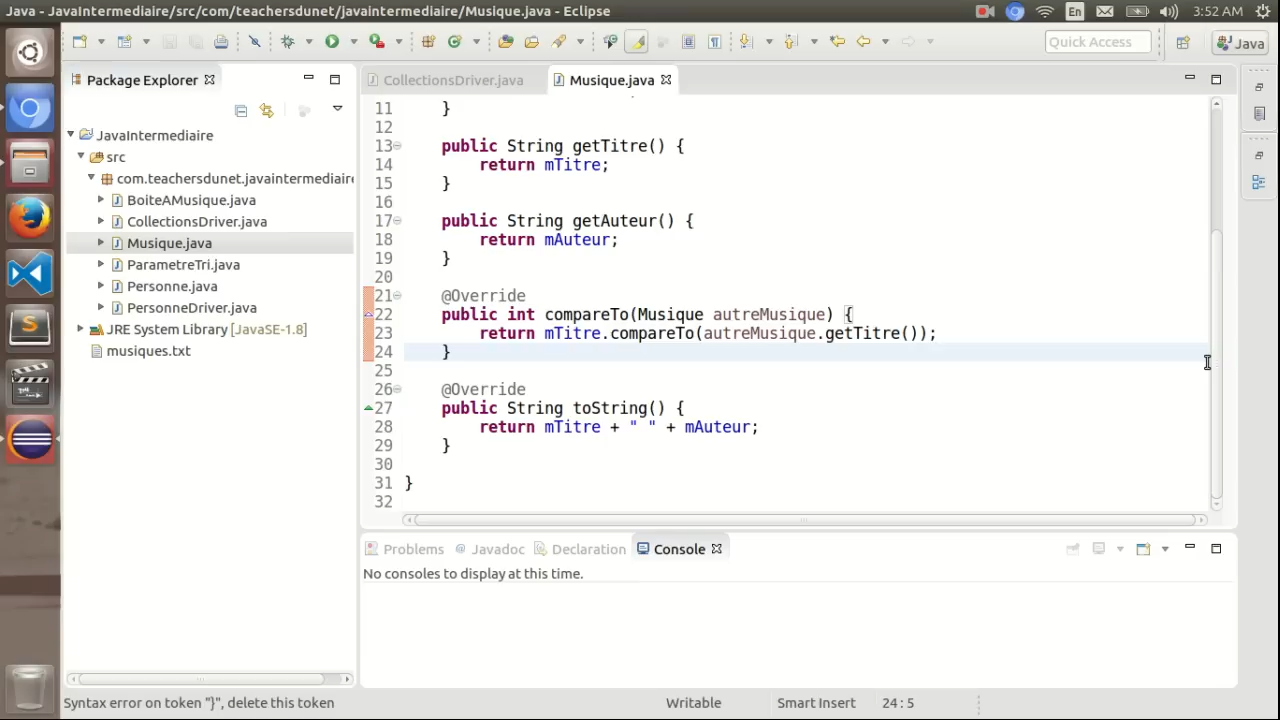 Java - JavaIntermediaire/src/com/teachersdunet/javaintermediaire/Musique.java - Eclipse
En
3:52 AM
Quick Access
Java
Package Explorer
CollectionsDriver.java
Musique.java
JavaIntermediaire
src
com.teachersdunet.javaintermediaire
BoiteAMusique.java
CollectionsDriver.java
Musique.java
ParametreTri.java
Personne.java
PersonneDriver.java
JRE System Library [JavaSE-1.8]
musiques.txt
11 }
12
13 public String getTitre() {
14 return mTitre;
15 }
16
17 public String getAuteur() {
18 return mAuteur;
19 }
20
21 @Override
22 public int compareTo(Musique autreMusique) {
23 return mTitre.compareTo(autreMusique.getTitre());
24 }
25
26 @Override
27 public String toString() {
28 return mTitre + " " + mAuteur;
29 }
30
31 }
32
Problems @ Javadoc Declaration Console
No consoles to display at this time.
Syntax error on token "}", delete this token
Writable
Smart Insert
24 : 5